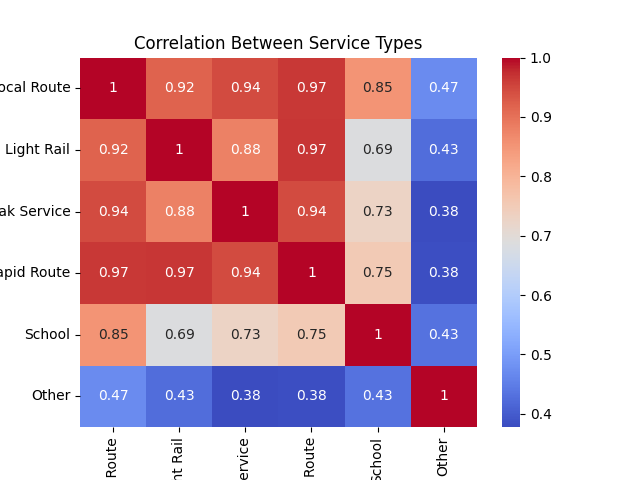 Correlation Between Service Types
ocal Route 1 0.92 0.94 0.97 0.85 0.47
Light Rail 0.92 1 0.88 0.97 0.69 0.43
ak Service 0.94 0.88 1 0.94 0.73 0.38
apid Route 0.97 0.97 0.94 1 0.75 0.38
School 0.85 0.69 0.73 0.75 1 0.43
Other 0.47 0.43 0.38 0.38 0.43 1
Route
ht Rail
ervice
Route
School
Other
1.0
0.9
0.8
0.7
0.6
0.5
0.4